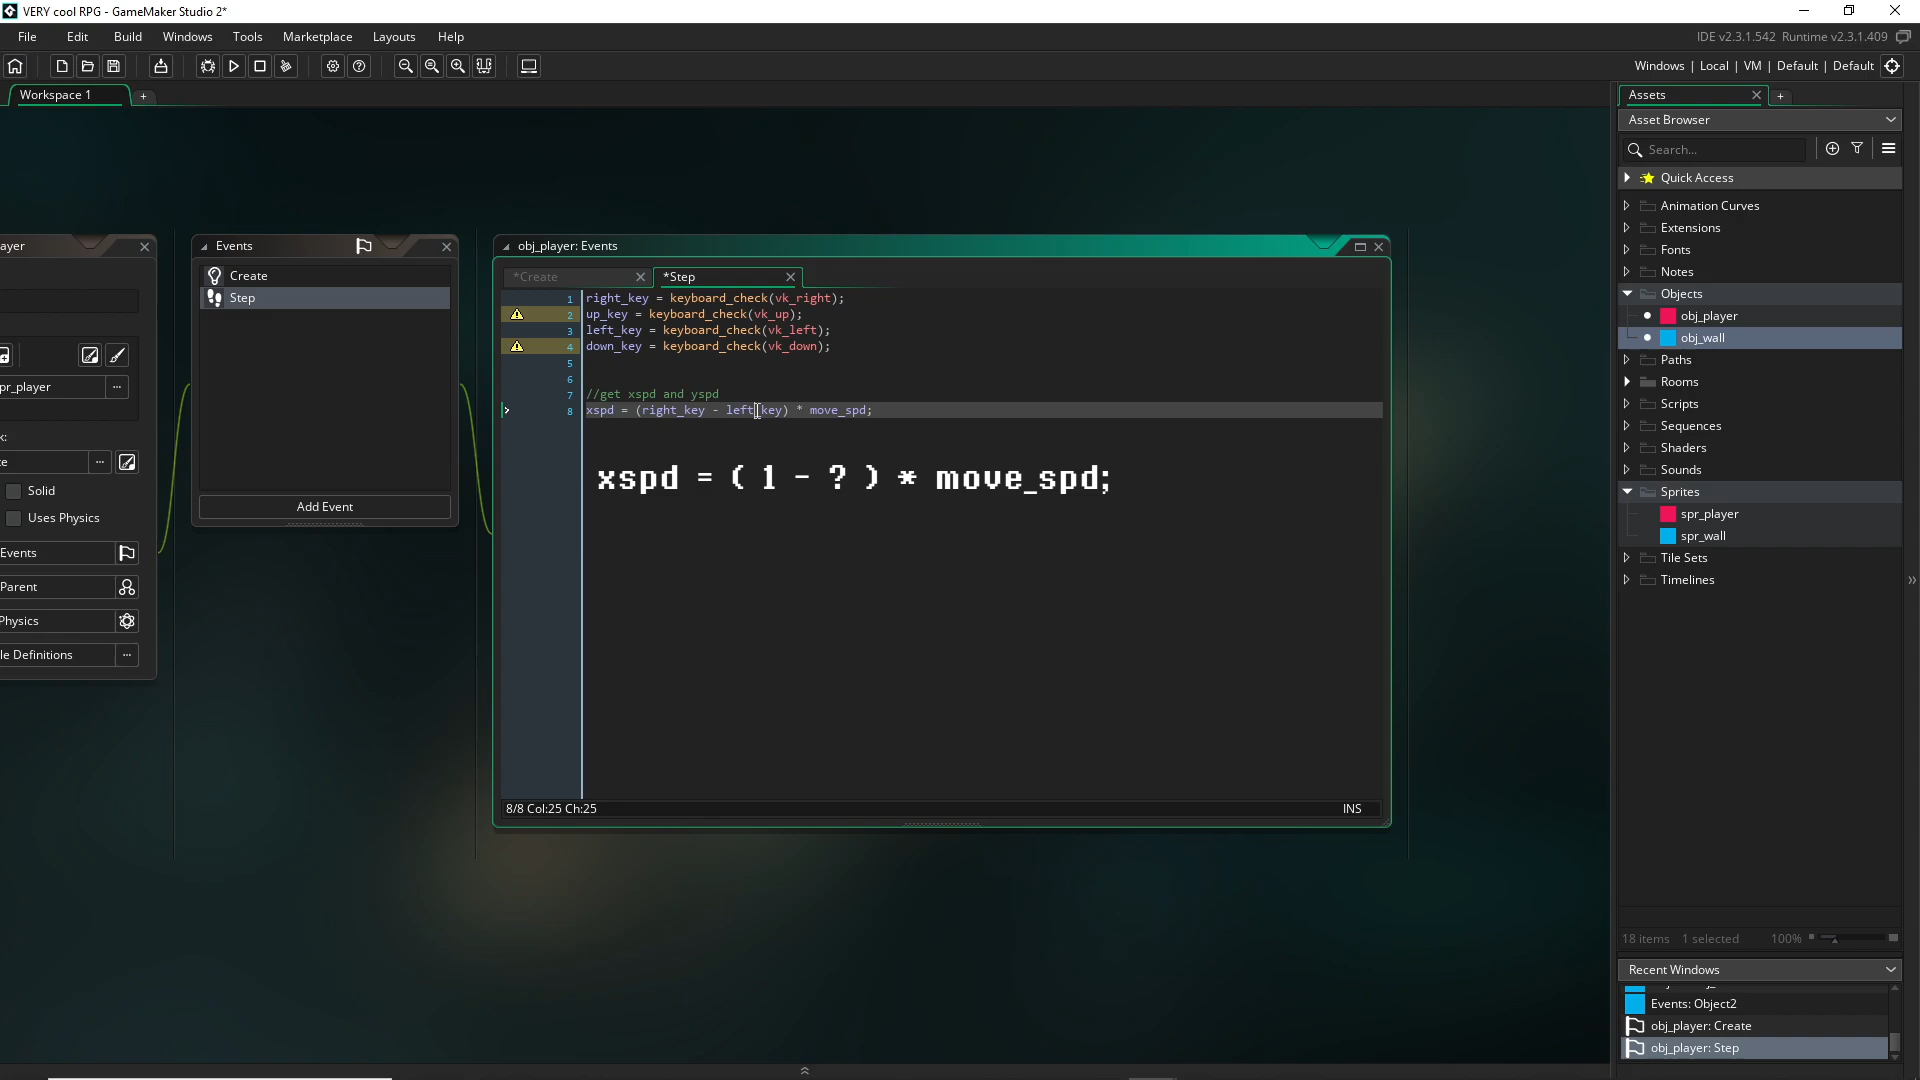 VERY cool RPG - GameMaker Studio 2*
File Edit Build Windows Tools Marketplace Layouts Help
IDE v2.3.1.542 Runtime v2.3.1.409
Windows | Local | VM | Default | Default
Workspace 1 +
Assets +
Asset Browser
Search...
Quick Access
Animation Curves
Extensions
Fonts
Notes
Objects
obj_player
obj_wall
Paths
Rooms
Scripts
Sequences
Shaders
Sounds
Sprites
spr_player
spr_wall
Tile Sets
Timelines
18 items 1 selected 100%
Recent Windows
Events: Object2
obj_player: Create
obj_player: Step
ayer
pr_player ...
k:
te ...
Solid
Uses Physics
Events
Parent
Physics
le Definitions ...
Events
Create
Step
Add Event
obj_player: Events
*Create *Step
1 right_key = keyboard_check(vk_right);
2 up_key = keyboard_check(vk_up);
3 left_key = keyboard_check(vk_left);
4 down_key = keyboard_check(vk_down);
5
6
7 //get xspd and yspd
8 xspd = (right_key - left_key) * move_spd;
xspd = ( 1 - ? ) * move_spd;
8/8 Col:25 Ch:25 INS